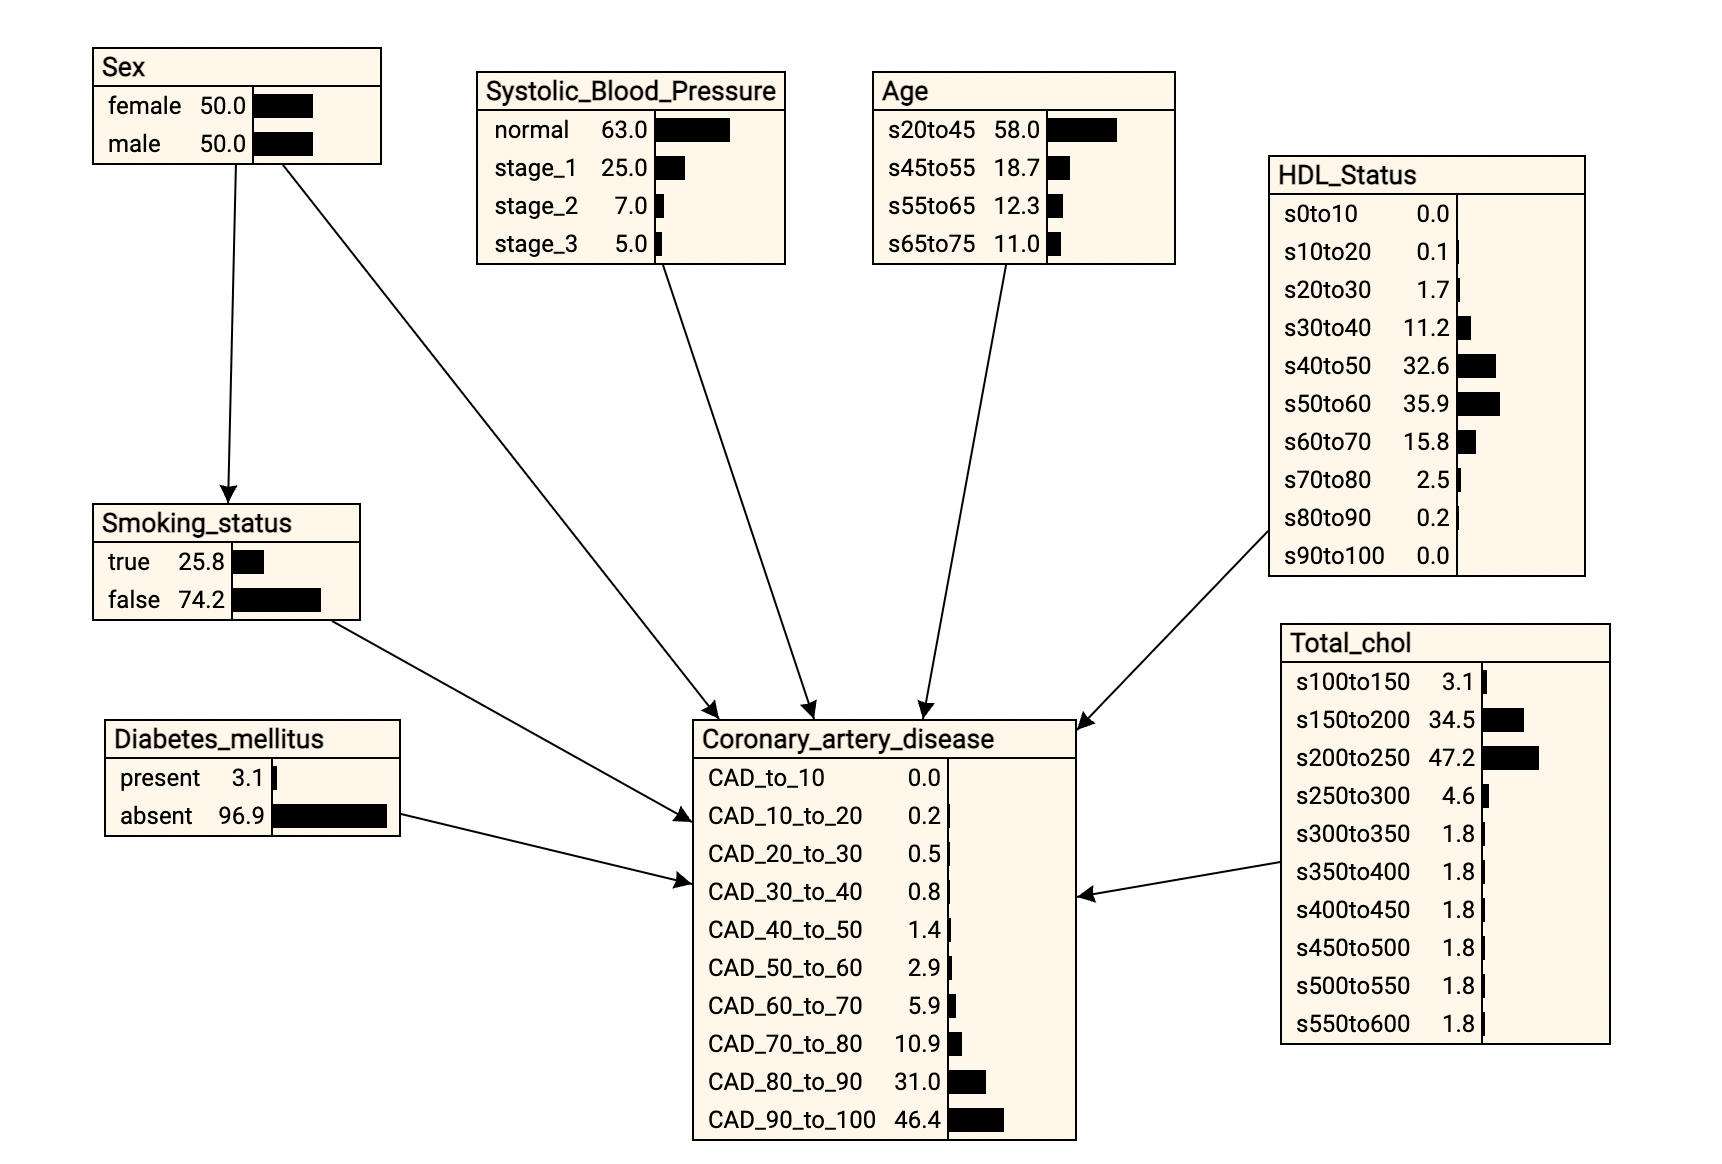 Sex
female 50.0
male 50.0
Systolic_Blood_Pressure
normal 63.0
stage_1 25.0
stage_2 7.0
stage_3 5.0
Age
s20to45 58.0
s45to55 18.7
s55to65 12.3
s65to75 11.0
HDL_Status
s0to10 0.0
s10to20 0.1
s20to30 1.7
s30to40 11.2
s40to50 32.6
s50to60 35.9
s60to70 15.8
s70to80 2.5
s80to90 0.2
s90to100 0.0
Smoking_status
true 25.8
false 74.2
Diabetes_mellitus
present 3.1
absent 96.9
Coronary_artery_disease
CAD_to_10 0.0
CAD_10_to_20 0.2
CAD_20_to_30 0.5
CAD_30_to_40 0.8
CAD_40_to_50 1.4
CAD_50_to_60 2.9
CAD_60_to_70 5.9
CAD_70_to_80 10.9
CAD_80_to_90 31.0
CAD_90_to_100 46.4
Total_chol
s100to150 3.1
s150to200 34.5
s200to250 47.2
s250to300 4.6
s300to350 1.8
s350to400 1.8
s400to450 1.8
s450to500 1.8
s500to550 1.8
s550to600 1.8